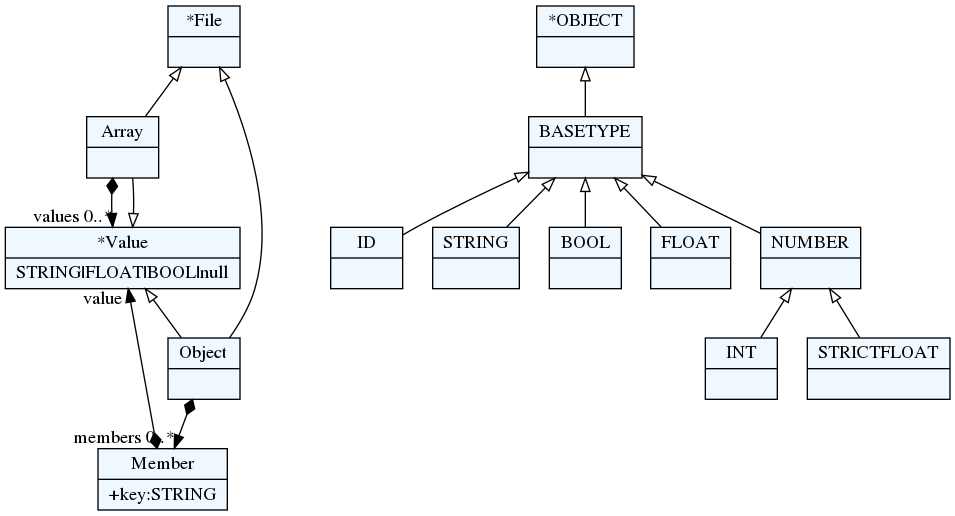 *File
*OBJECT
Array
BASETYPE
values 0..*
*Value
STRING|FLOAT|BOOL|null
ID
STRING
BOOL
FLOAT
NUMBER
value
Object
INT
STRICTFLOAT
members 0..*
Member
+key:STRING